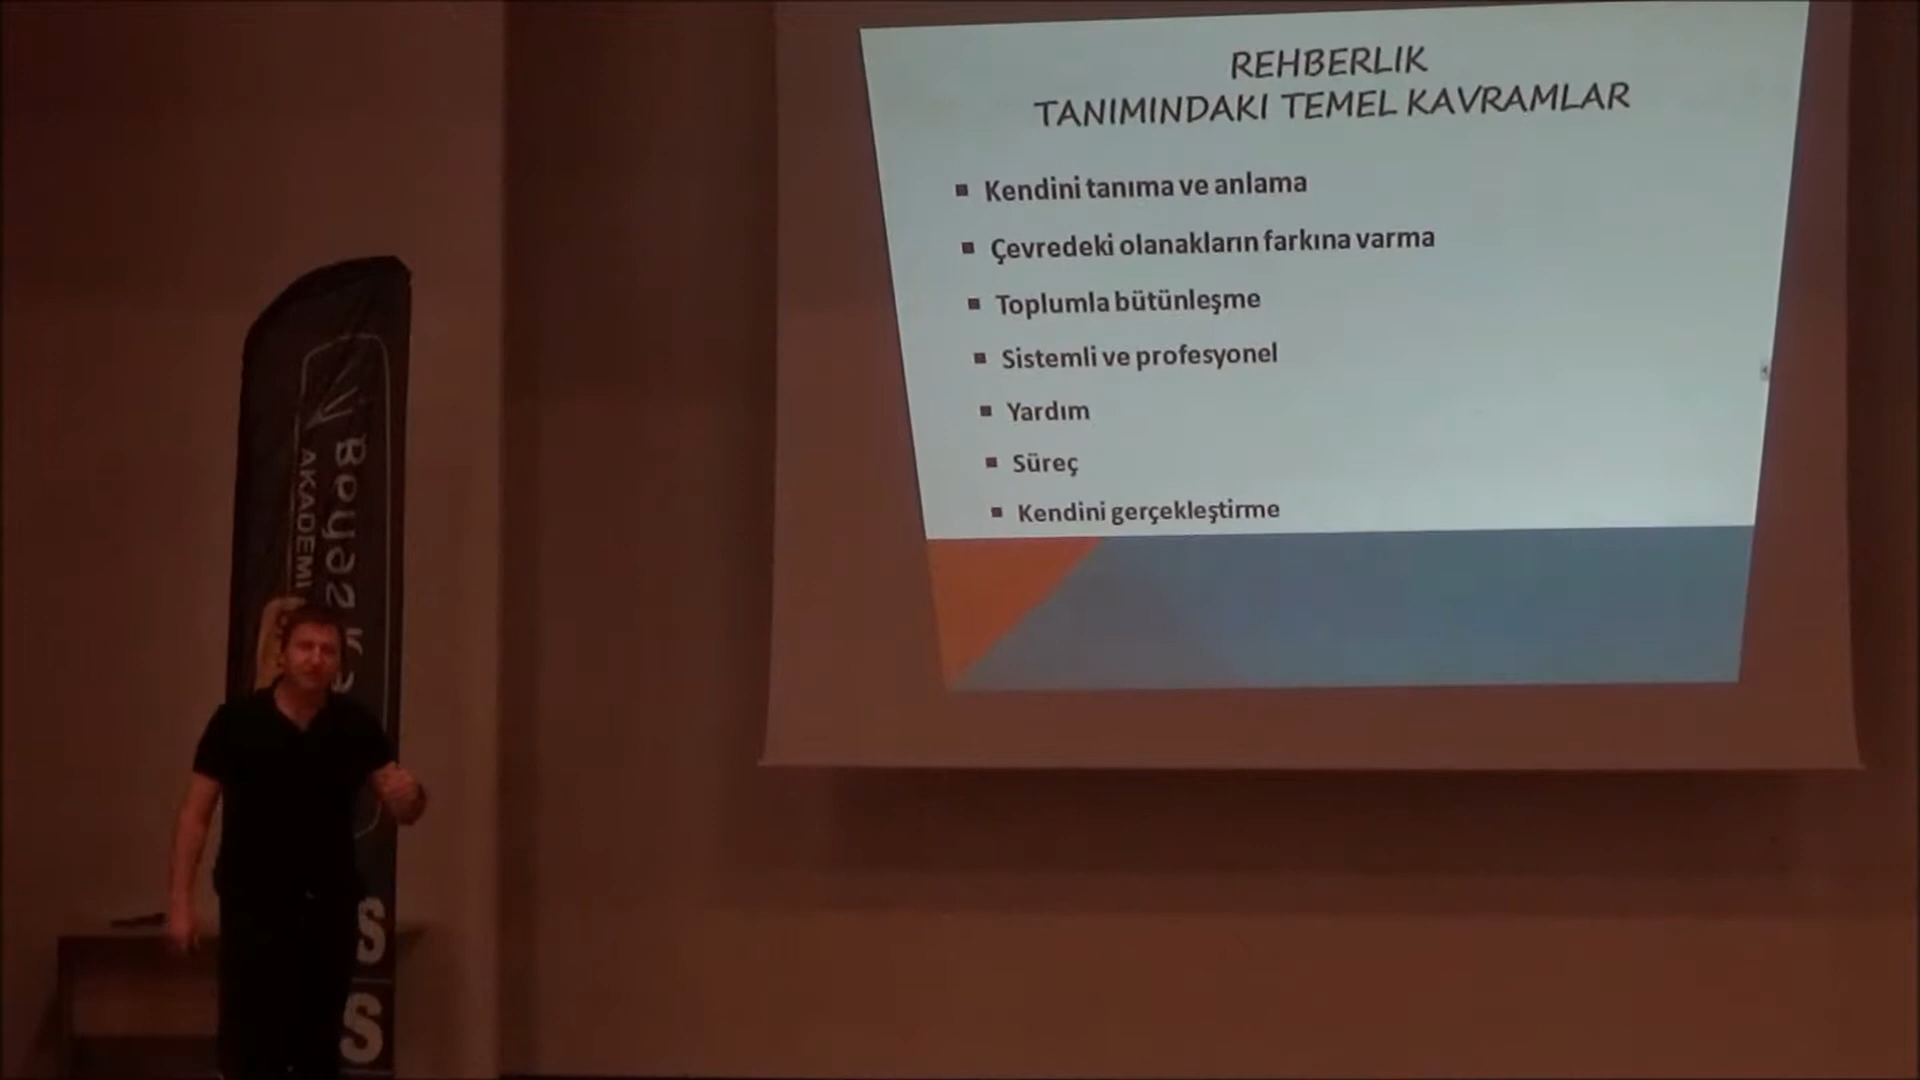 REHBERLIK
TANIMINDAKI TEMEL KAVRAMLAR
Kendini tanıma ve anlama
Çevredeki olanakların farkına varma
Toplumla bütünleşme
Sistemli ve profesyonel
Yardım
Süreç
Kendini gerçekleştirme
AKADEMİ